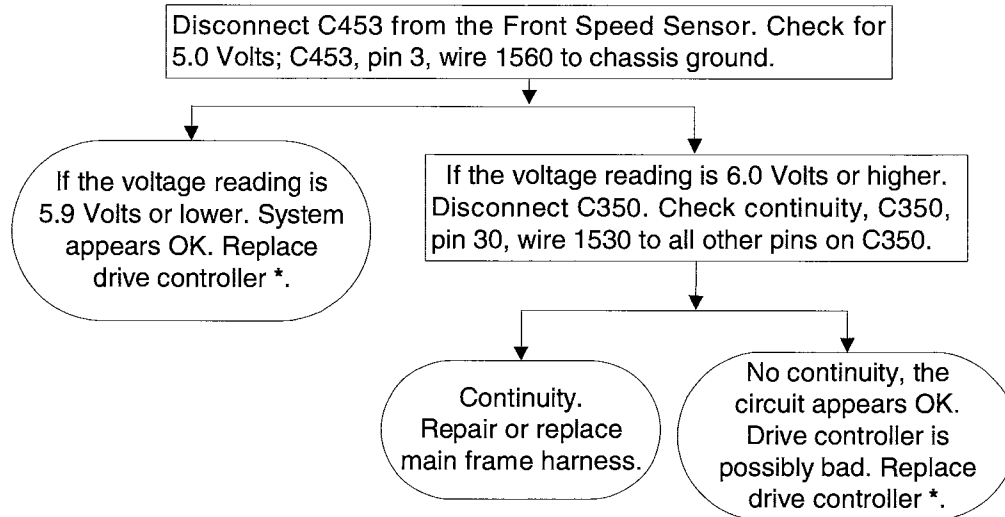 Disconnect C453 from the Front Speed Sensor. Check for
5.0 Volts; C453, pin 3, wire 1560 to chassis ground.
If the voltage reading is
5.9 Volts or lower. System
appears OK. Replace
drive controller *.
If the voltage reading is 6.0 Volts or higher.
Disconnect C350. Check continuity, C350,
pin 30, wire 1530 to all other pins on C350.
Continuity.
Repair or replace
main frame harness.
No continuity, the
circuit appears OK.
Drive controller is
possibly bad. Replace
drive controller *.